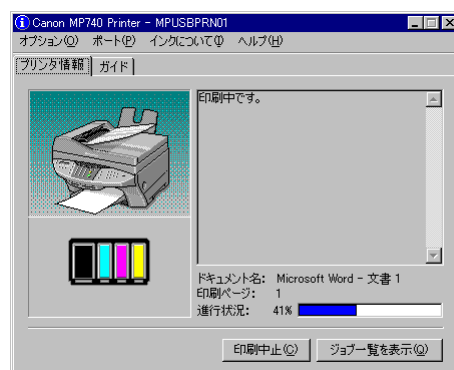 Canon MP740 Printer - MPUSBPRN01
オプション(O) ポート(P) インクについて(I) ヘルプ(H)
プリンタ情報 ガイド
印刷中です。
ドキュメント名: Microsoft Word - 文書 1
印刷ページ: 1
進行状況: 41%
印刷中止(C) ジョブ一覧を表示(Q)